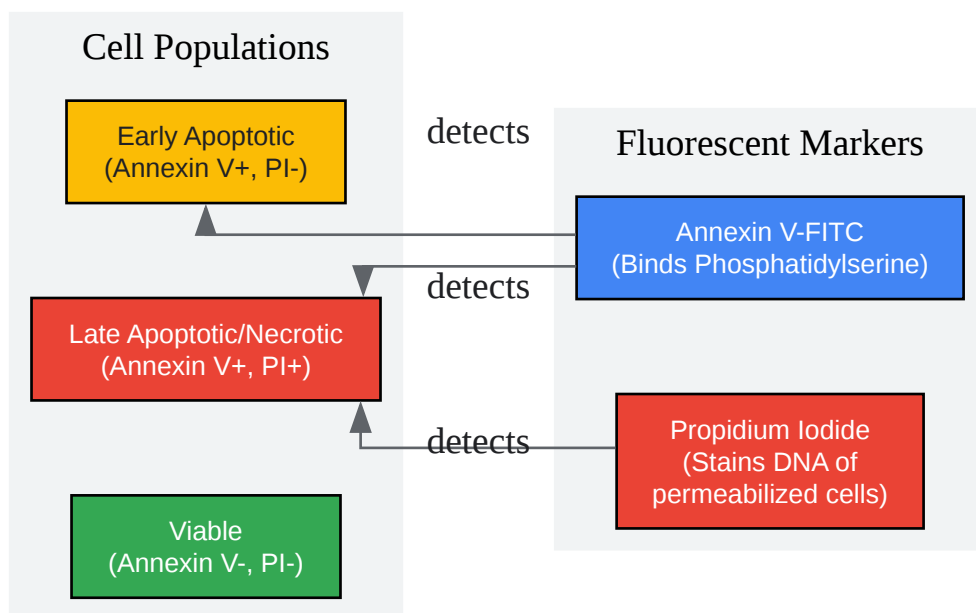 Cell Populations
Early Apoptotic
(Annexin V+, PI-)
Late Apoptotic/Necrotic
(Annexin V+, PI+)
Viable
(Annexin V-, PI-)
detects
detects
detects
Fluorescent Markers
Annexin V-FITC
(Binds Phosphatidylserine)
Propidium Iodide
(Stains DNA of
permeabilized cells)